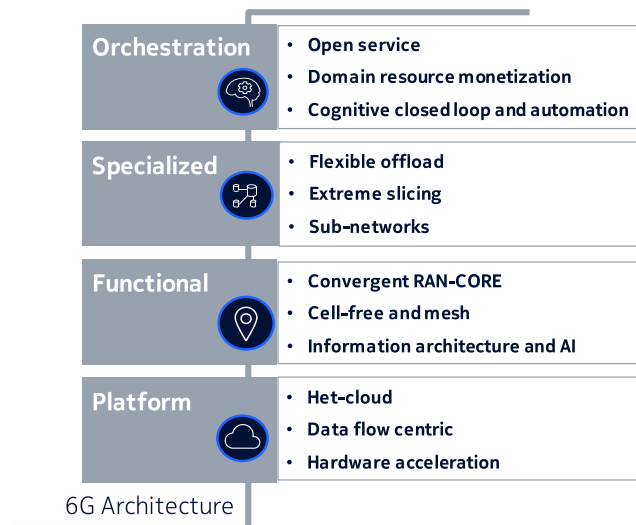 Orchestration
• Open service
• Domain resource monetization
• Cognitive closed loop and automation
Specialized
• Flexible offload
• Extreme slicing
• Sub-networks
Functional
• Convergent RAN-CORE
• Cell-free and mesh
• Information architecture and AI
Platform
• Het-cloud
• Data flow centric
• Hardware acceleration
6G Architecture